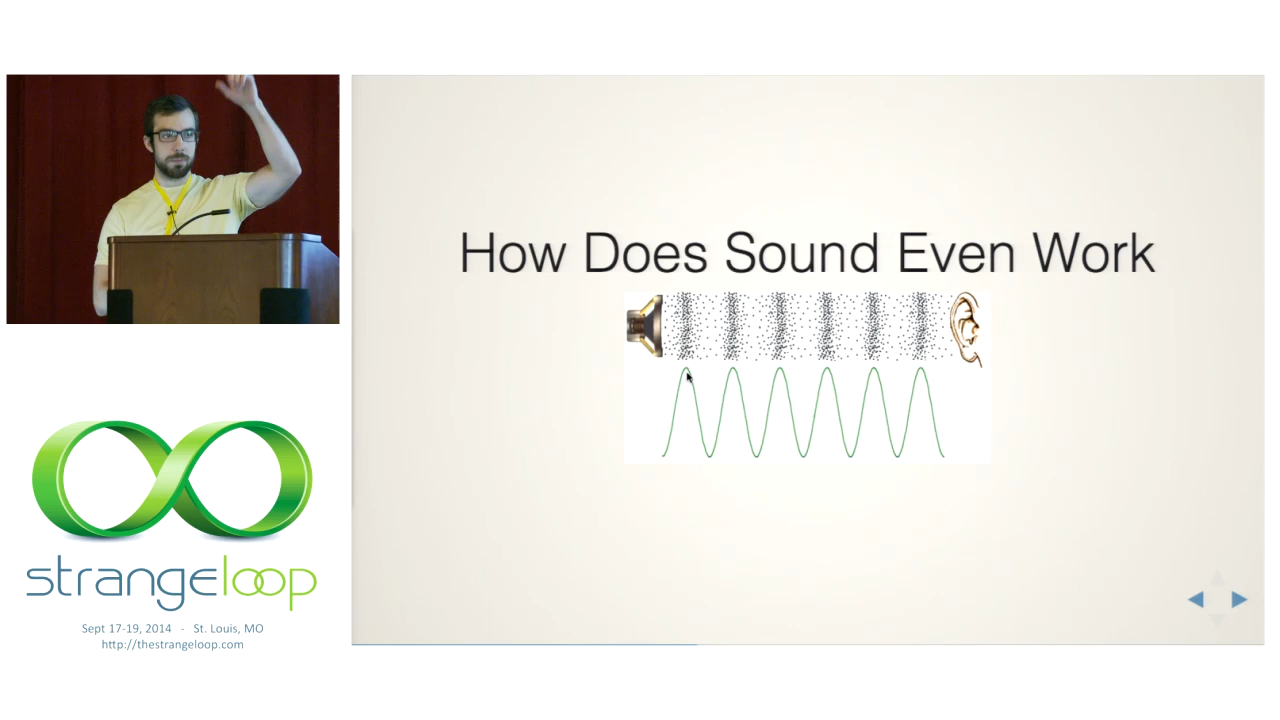 How Does Sound Even Work
strangeloop
Sept 17-19, 2014 - St. Louis, MO
http://thestrangeloop.com